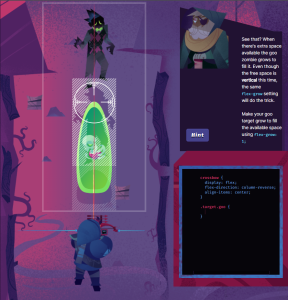 See that? When
there's extra space
available the goo
zombie grows to
fill it. Even though
the free space is
vertical this time,
the same
flex-grow setting
will do the trick.
Make your goo
target grow to fill
the available space
using flex-grow:
1;
Hint
.crossbow {
display: flex;
flex-direction: column-reverse;
align-items: center;
}
.target.goo {
}